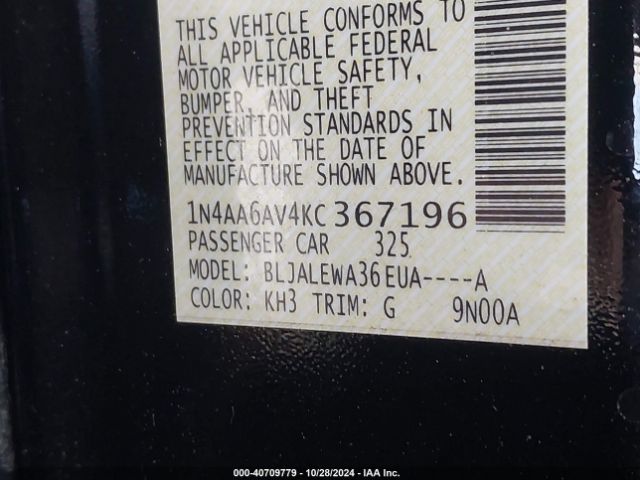 THIS VEHICLE CONFORMS TO
ALL APPLICABLE FEDERAL
MOTOR VEHICLE SAFETY,
BUMPER, AND THEFT
PREVENTION STANDARDS IN
EFFECT ON THE DATE OF
MANUFACTURE SHOWN ABOVE.
1N4AA6AV4KC367196
PASSENGER CAR 325
MODEL: BLJALEWA36EUA----A
COLOR: KH3 TRIM: G 9N00A
000-40709779 - 10/28/2024 - IAA Inc.